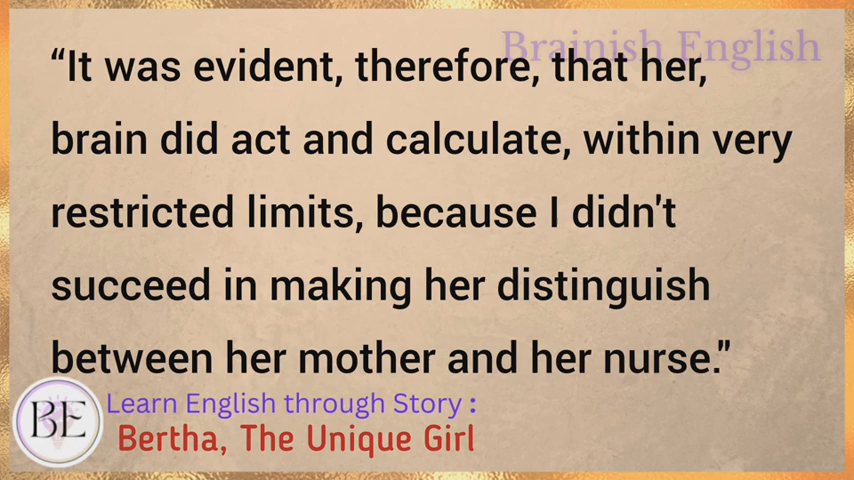 Brainish English
“It was evident, therefore, that her,
brain did act and calculate, within very
restricted limits, because I didn't
succeed in making her distinguish
between her mother and her nurse."
BE
Learn English through Story :
Bertha, The Unique Girl